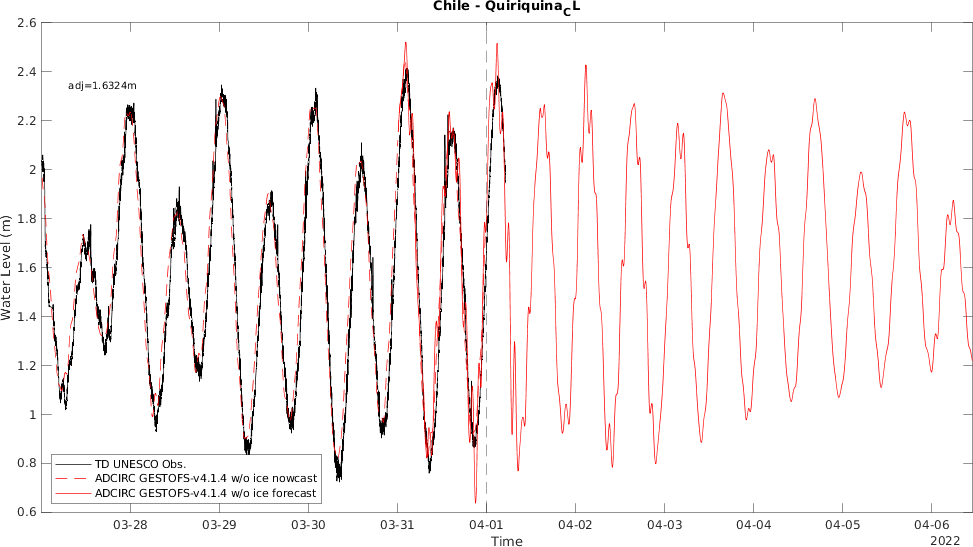 Chile - Quiriquina_CL
2.6
2.4
2.2
2
1.8
1.6
1.4
1.2
1
0.8
0.6
Water Level (m)
adj=1.6324m
TD UNESCO Obs.
ADCIRC GESTOFS-v4.1.4 w/o ice nowcast
ADCIRC GESTOFS-v4.1.4 w/o ice forecast
03-28 03-29 03-30 03-31 04-01 04-02 04-03 04-04 04-05 04-06
Time
2022